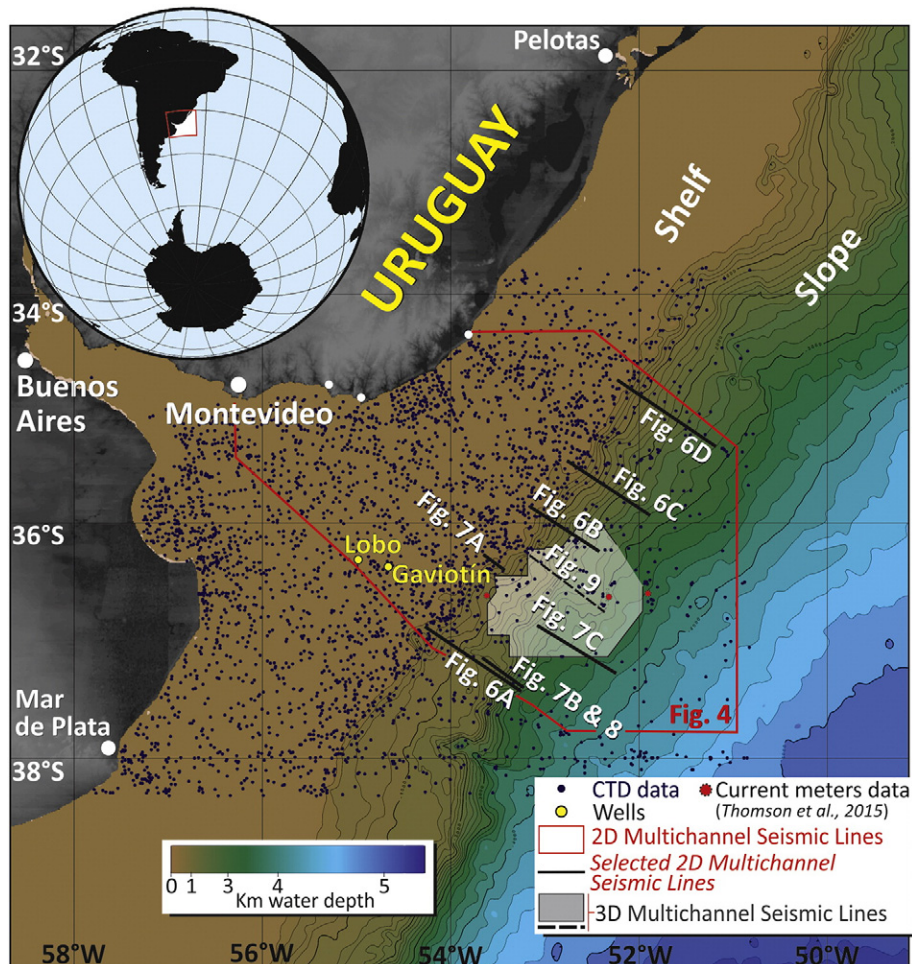 32°S
Pelotas
URUGUAY
Shelf
Slope
34°S
Buenos
Aires
Montevideo
Fig. 6D
Fig. 6C
Fig. 6B
Fig. 7A
36°S
Lobo
Gaviotín
Fig. 9
Fig. 7C
Fig. 6A
Fig. 7B & 8
Mar
de Plata
Fig. 4
38°S
CTD data
Current meters data
(Thomson et al., 2015)
Wells
2D Multichannel Seismic Lines
Selected 2D Multichannel
Seismic Lines
3D Multichannel Seismic Lines
0 1 3 4 5
Km water depth
58°W 56°W 54°W 52°W 50°W